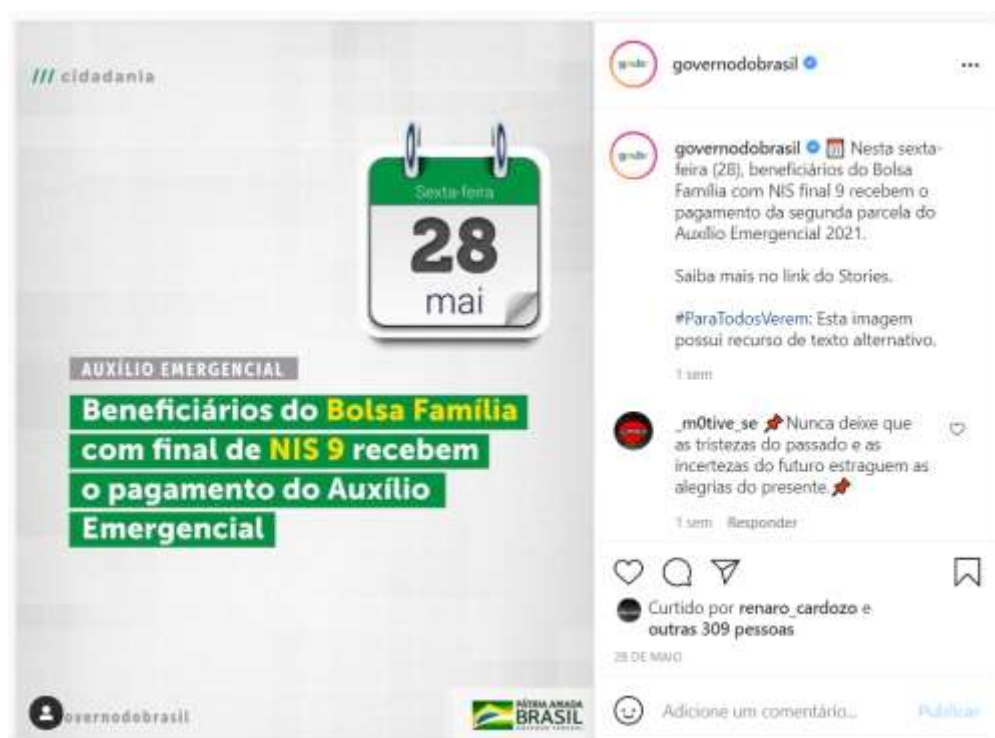 /// cidadania
Sexta-feira
28
mai
AUXÍLIO EMERGENCIAL
Beneficiários do Bolsa Família
com final de NIS 9 recebem
o pagamento do Auxílio
Emergencial
overnodobrasil
PÁTRIA AMADA
BRASIL
GOVERNO FEDERAL
governodobrasil
governodobrasil Nesta sexta-
feira (28), beneficiários do Bolsa
Família com NIS final 9 recebem o
pagamento da segunda parcela do
Auxílio Emergencial 2021.
Saiba mais no link do Stories.
#ParaTodosVerem: Esta imagem
possui recurso de texto alternativo.
1 sem
_m0tive_se 📌Nunca deixe que
as tristezas do passado e as
incertezas do futuro estraguem as
alegrias do presente.📌
1 sem Responder
Curtido por renaro_cardozo e
outras 309 pessoas
28 DE MAIO
Adicione um comentário... Publicar